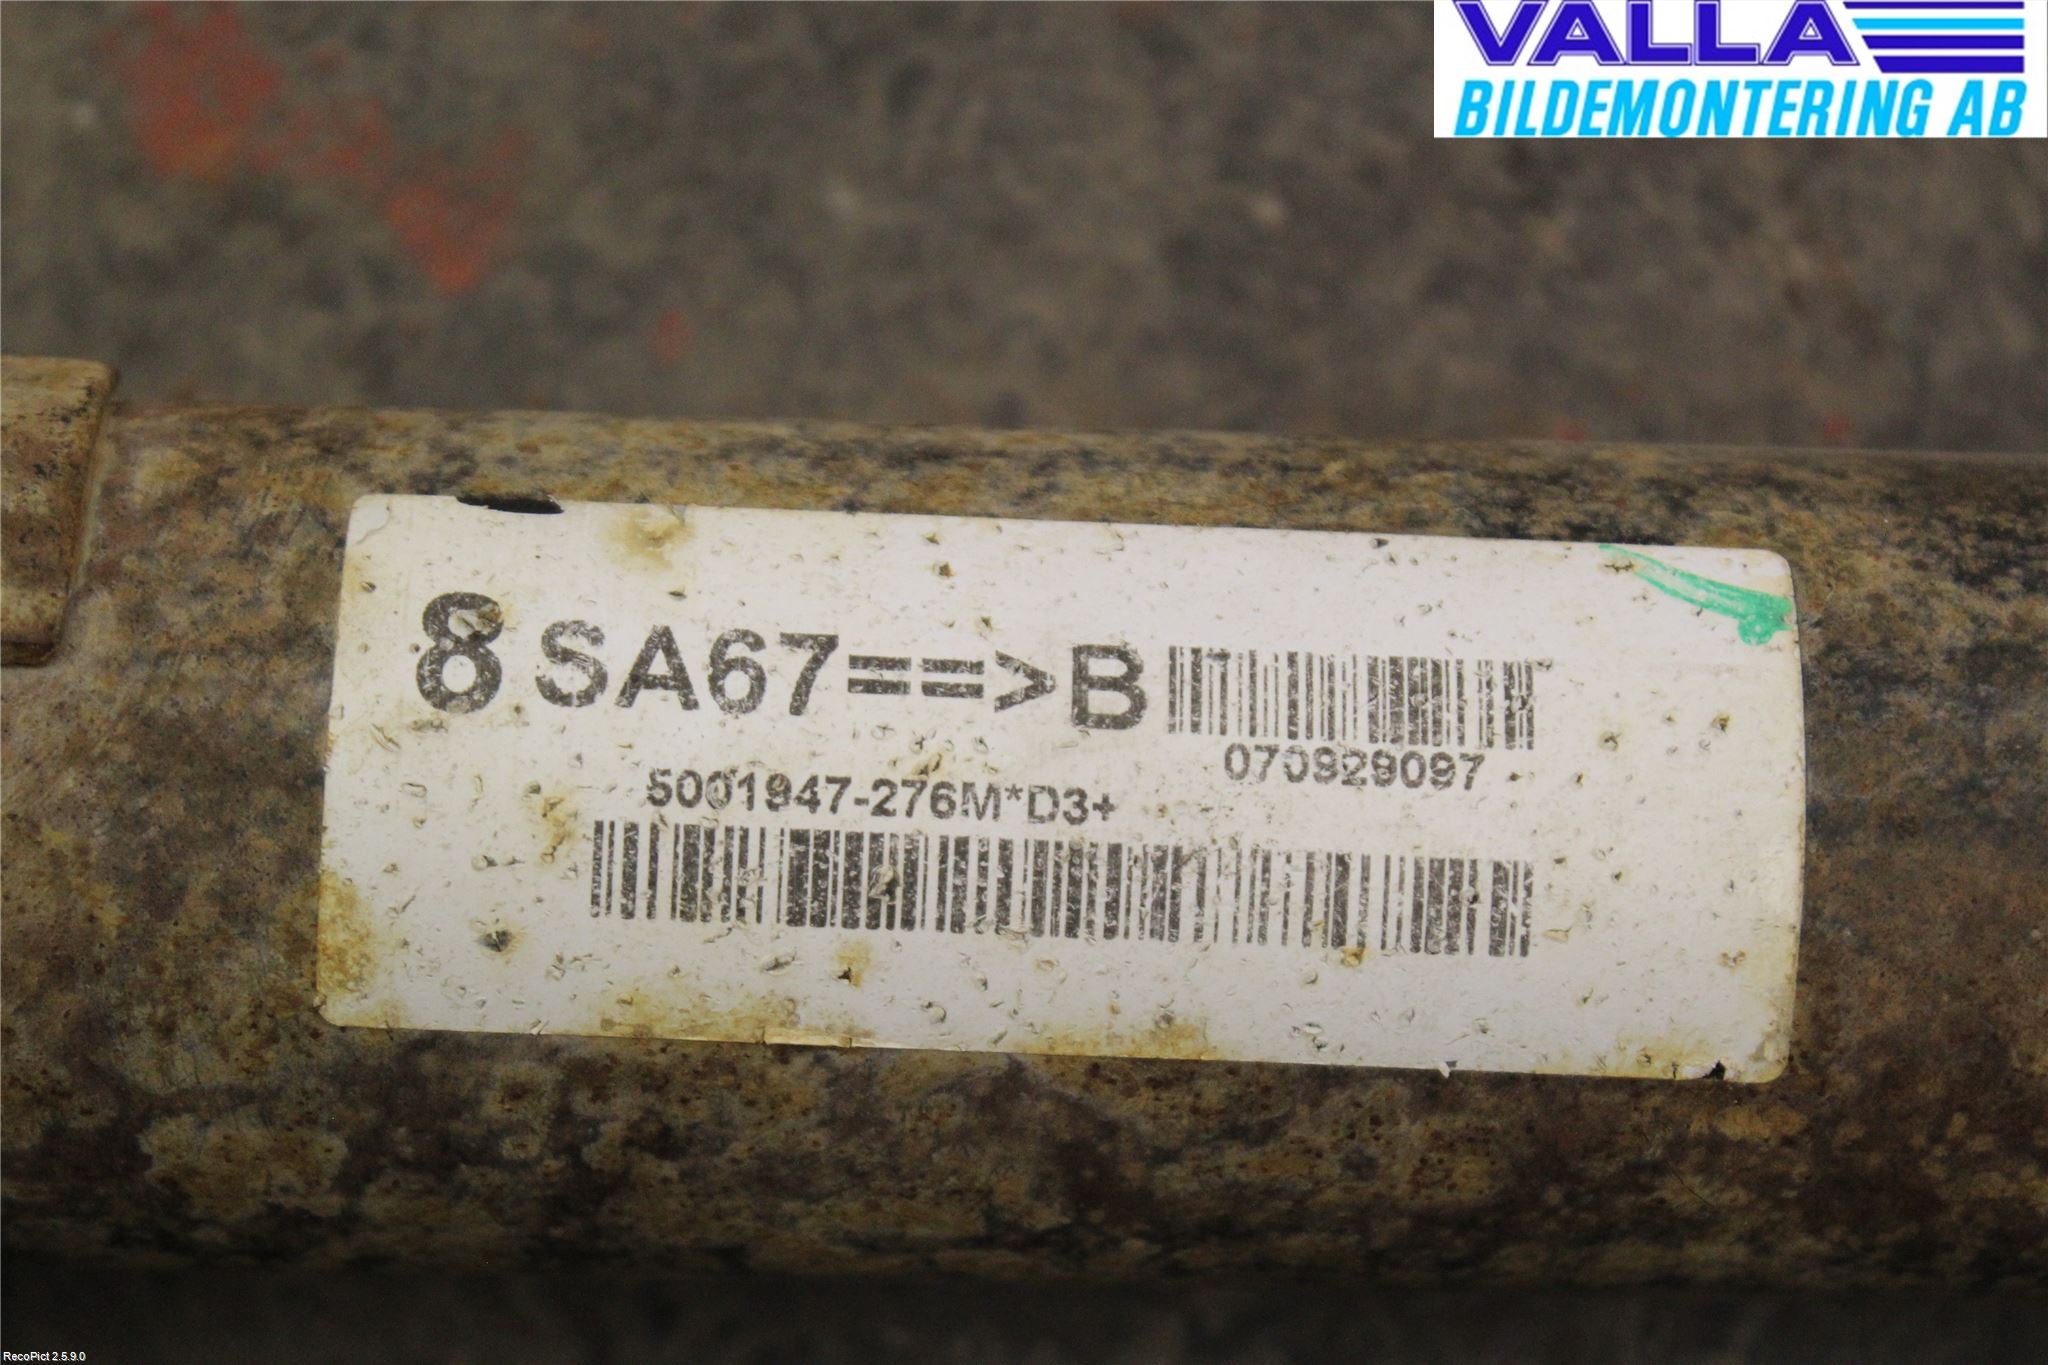 VALLA
BILDEMONTERING AB
8 SA67==>B
070929097
5001947-276M*D3+
RecoPict 2.5.9.0